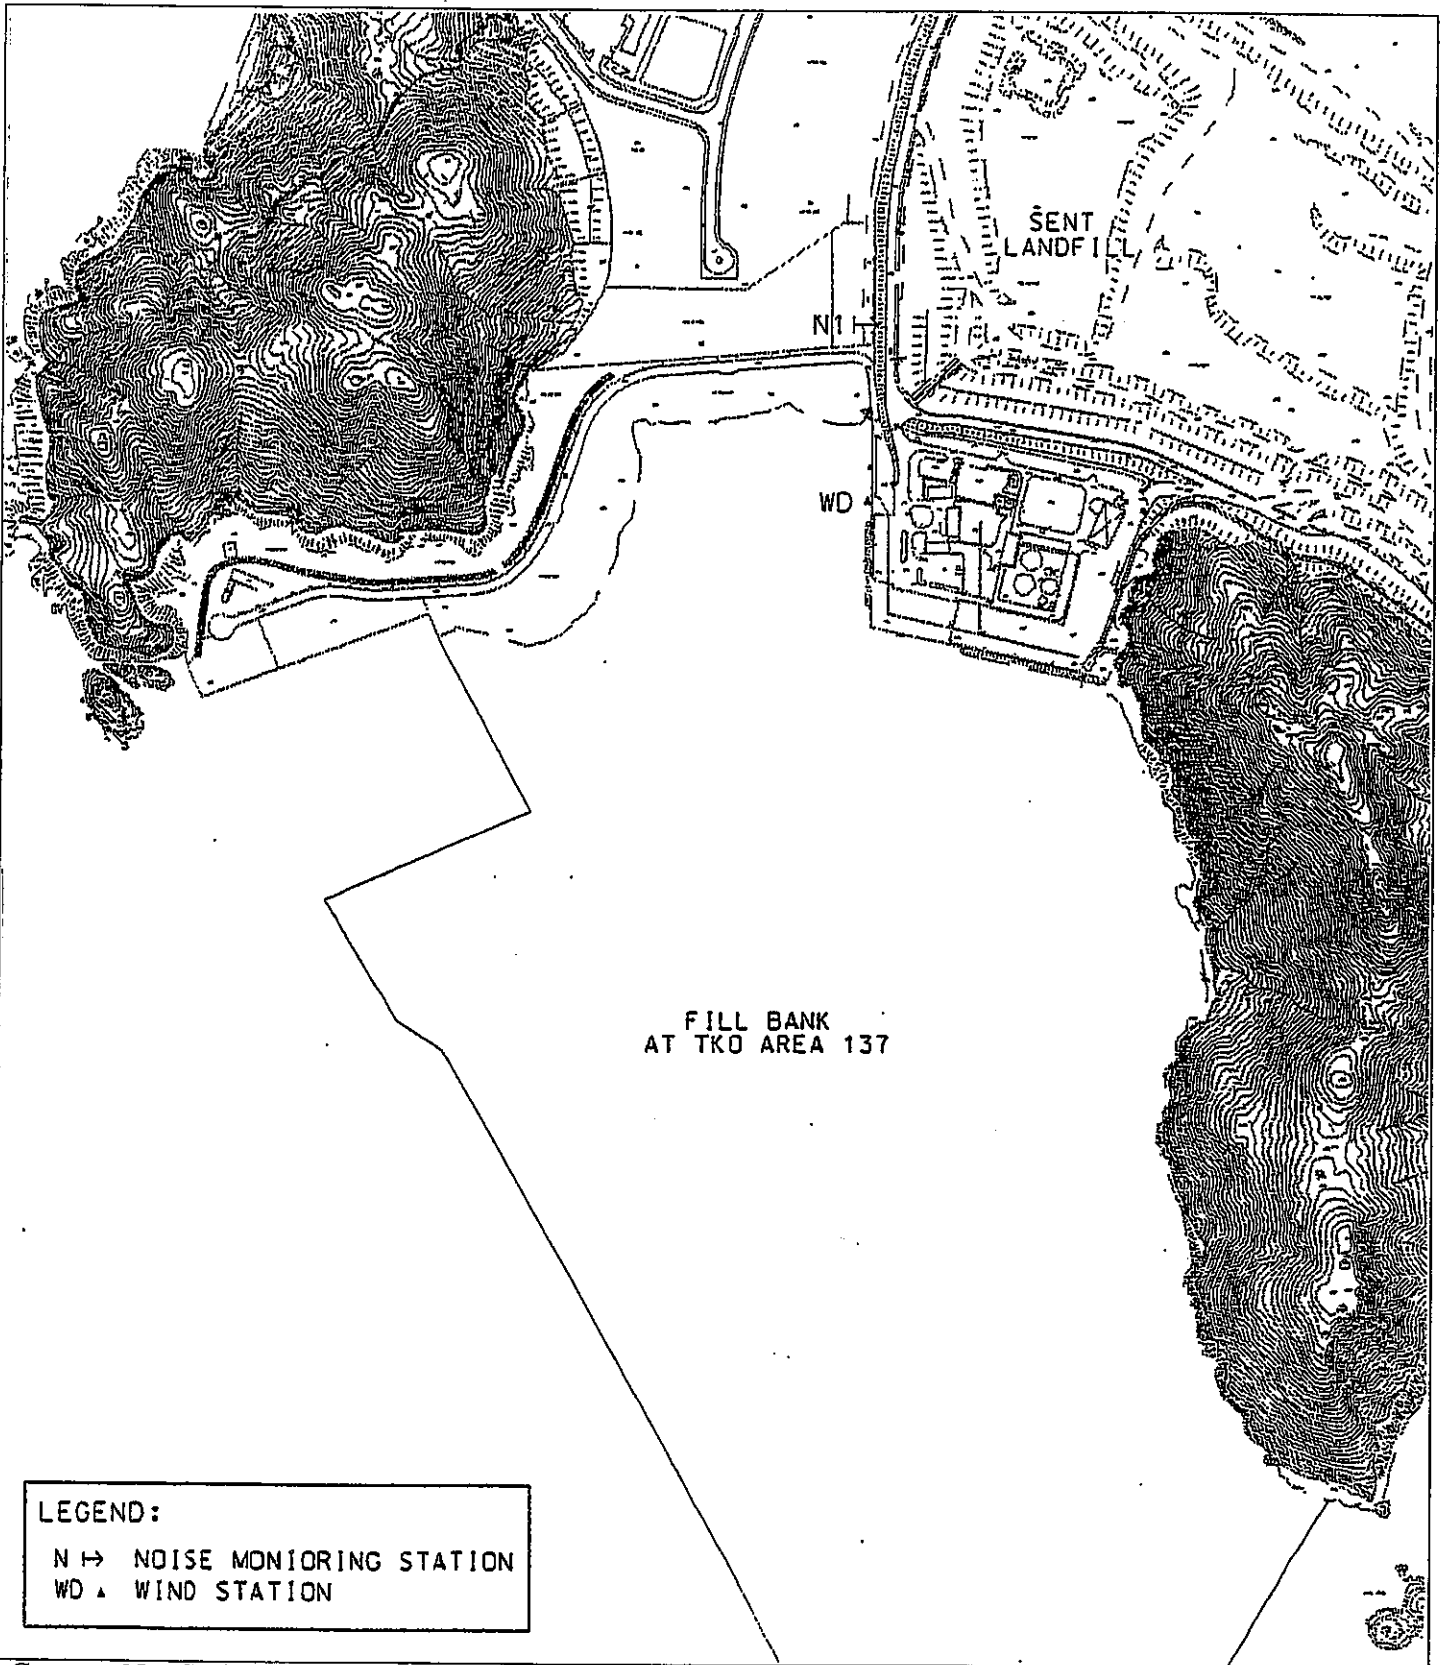 SENT
LANDFILL
N1
WD
FILL BANK
AT TKO AREA 137
LEGEND:
N NOISE MONIORING STATION
WD ▲ WIND STATION